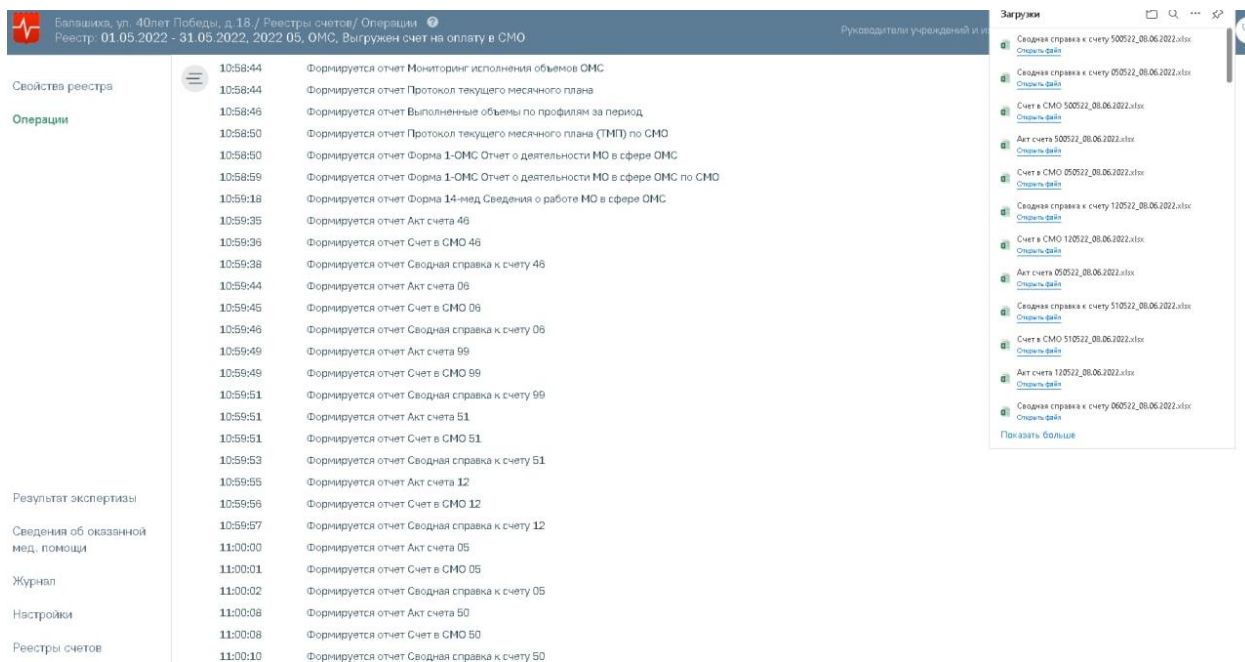 Балашиха, ул. 40лет Победы, д.18./ Реестры счетов/ Операции ?
Реестр: 01.05.2022 - 31.05.2022, 2022 05, ОМС, Выгружен счет на оплату в СМО
Руководители учреждений и
Свойства реестра
Операции
Результат экспертизы
Сведения об оказанной
мед. помощи
Журнал
Настройки
Реестры счетов
10:58:44 Формируется отчет Мониторинг исполнения объемов ОМС
10:58:44 Формируется отчет Протокол текущего месячного плана
10:58:46 Формируется отчет Выполненные объемы по профилям за период
10:58:50 Формируется отчет Протокол текущего месячного плана (ТМП) по СМО
10:58:50 Формируется отчет Форма 1-ОМС Отчет о деятельности МО в сфере ОМС
10:58:59 Формируется отчет Форма 1-ОМС Отчет о деятельности МО в сфере ОМС по СМО
10:59:18 Формируется отчет Форма 14-мед Сведения о работе МО в сфере ОМС
10:59:35 Формируется отчет Акт счета 46
10:59:36 Формируется отчет Счет в СМО 46
10:59:38 Формируется отчет Сводная справка к счету 46
10:59:44 Формируется отчет Акт счета 06
10:59:45 Формируется отчет Счет в СМО 06
10:59:46 Формируется отчет Сводная справка к счету 06
10:59:49 Формируется отчет Акт счета 99
10:59:49 Формируется отчет Счет в СМО 99
10:59:51 Формируется отчет Сводная справка к счету 99
10:59:51 Формируется отчет Акт счета 51
10:59:51 Формируется отчет Счет в СМО 51
10:59:53 Формируется отчет Сводная справка к счету 51
10:59:55 Формируется отчет Акт счета 12
10:59:56 Формируется отчет Счет в СМО 12
10:59:57 Формируется отчет Сводная справка к счету 12
11:00:00 Формируется отчет Акт счета 05
11:00:01 Формируется отчет Счет в СМО 05
11:00:02 Формируется отчет Сводная справка к счету 05
11:00:08 Формируется отчет Акт счета 50
11:00:08 Формируется отчет Счет в СМО 50
11:00:10 Формируется отчет Сводная справка к счету 50
Загрузки
Сводная справка к счету 500522_08.06.2022.xlsx
Открыть файл
Сводная справка к счету 050522_08.06.2022.xlsx
Открыть файл
Счет в СМО 500522_08.06.2022.xlsx
Открыть файл
Акт счета 500522_08.06.2022.xlsx
Открыть файл
Счет в СМО 050522_08.06.2022.xlsx
Открыть файл
Сводная справка к счету 120522_08.06.2022.xlsx
Открыть файл
Счет в СМО 120522_08.06.2022.xlsx
Открыть файл
Акт счета 050522_08.06.2022.xlsx
Открыть файл
Сводная справка к счету 510522_08.06.2022.xlsx
Открыть файл
Счет в СМО 510522_08.06.2022.xlsx
Открыть файл
Акт счета 120522_08.06.2022.xlsx
Открыть файл
Сводная справка к счету 060522_08.06.2022.xlsx
Открыть файл
Показать больше